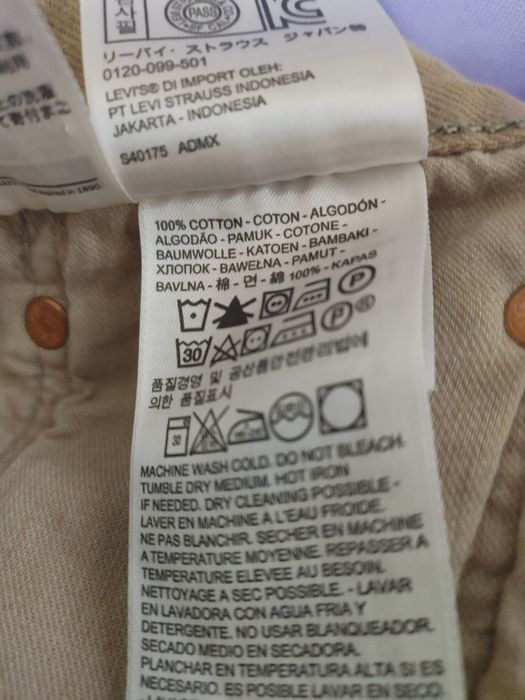 PASS
リーバイ・ストラウス ジャパン㈱
0120-099-501
LEVI'S® DI IMPORT OLEH:
PT LEVI STRAUSS INDONESIA
JAKARTA - INDONESIA
S40175 ADMX
100% COTTON - COTON - ALGODÓN -
ALGODÃO - PAMUK - COTONE -
BAUMWOLLE - KATOEN - BAMBAKI -
ХЛОПОК - BAWEŁNA - PAMUT -
BAVLNA - 棉 - 면 - 綿 100% - KAPAS
P
30 P
품질경영 및 공산품안전관리법에
의한 품질표시
30
MACHINE WASH COLD. DO NOT BLEACH.
TUMBLE DRY MEDIUM. HOT IRON
IF NEEDED. DRY CLEANING POSSIBLE -
LAVER EN MACHINE A L'EAU FROIDE.
NE PAS BLANCHIR. SECHER EN MACHINE
A TEMPERATURE MOYENNE. REPASSER A
TEMPERATURE ELEVEE AU BESOIN.
NETTOYAGE A SEC POSSIBLE. - LAVAR
EN LAVADORA CON AGUA FRIA Y
DETERGENTE. NO USAR BLANQUEADOR.
SECADO MEDIO EN SECADORA.
PLANCHAR EN TEMPERATURA ALTA SI ES
NECESARIO. ES POSIBLE LAVAR EN SECO.